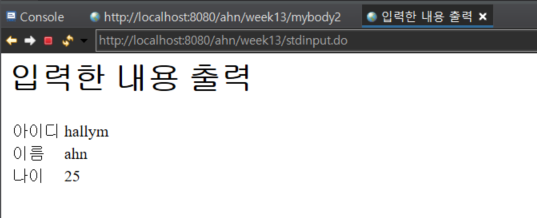 Console
http://localhost:8080/ahn/week13/mybody2
입력한 내용 출력
http://localhost:8080/ahn/week13/stdinput.do
입력한 내용 출력
아이디 hallym
이름 ahn
나이 25